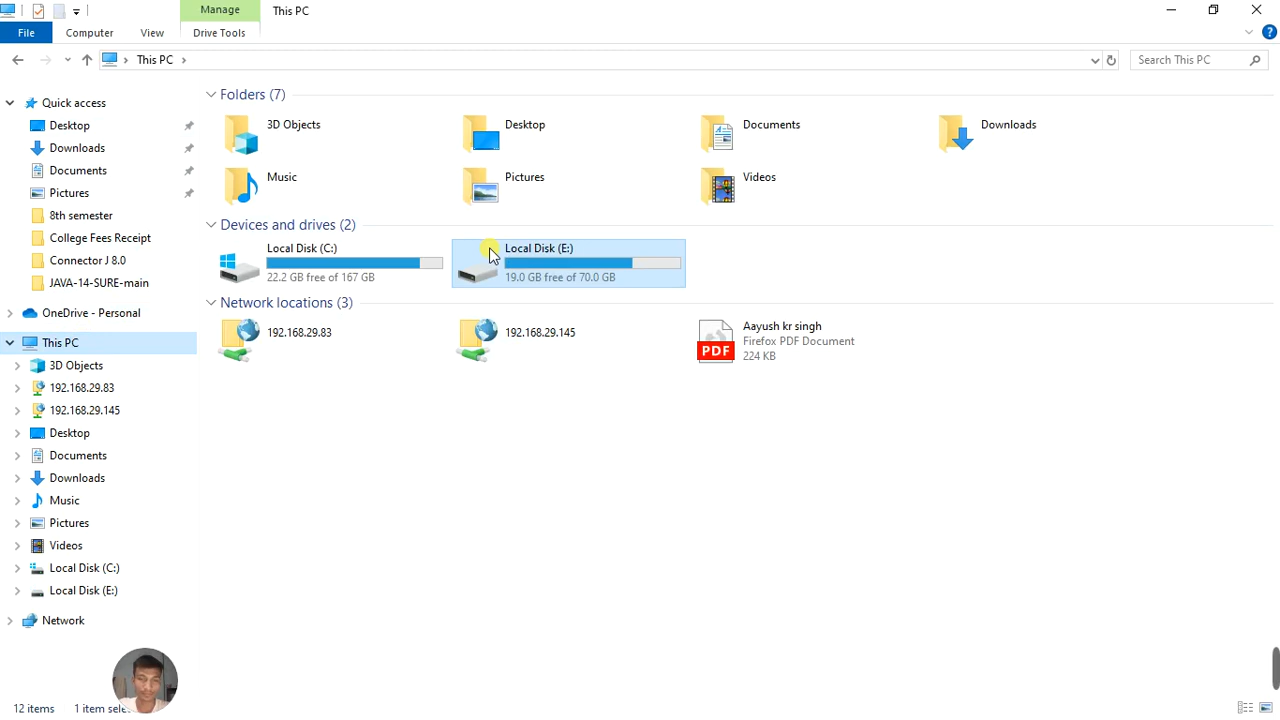 Manage
This PC
File
Computer
View
Drive Tools
This PC
Search This PC
Quick access
Desktop
Downloads
Documents
Pictures
8th semester
College Fees Receipt
Connector J 8.0
JAVA-14-SURE-main
OneDrive - Personal
This PC
3D Objects
192.168.29.83
192.168.29.145
Desktop
Documents
Downloads
Music
Pictures
Videos
Local Disk (C:)
Local Disk (E:)
Network
Folders (7)
3D Objects
Desktop
Documents
Downloads
Music
Pictures
Videos
Devices and drives (2)
Local Disk (C:)
22.2 GB free of 167 GB
Local Disk (E:)
19.0 GB free of 70.0 GB
Network locations (3)
192.168.29.83
192.168.29.145
PDF
Aayush kr singh
Firefox PDF Document
224 KB
12 items
1 item